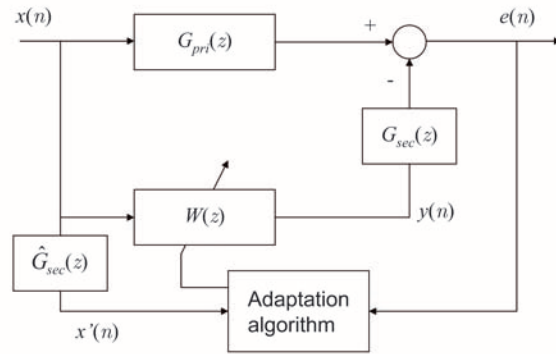 x(n)
e(n)
G_pri(z)
+
-
G_sec(z)
W(z)
y(n)
Ĝ_sec(z)
Adaptation
algorithm
x'(n)